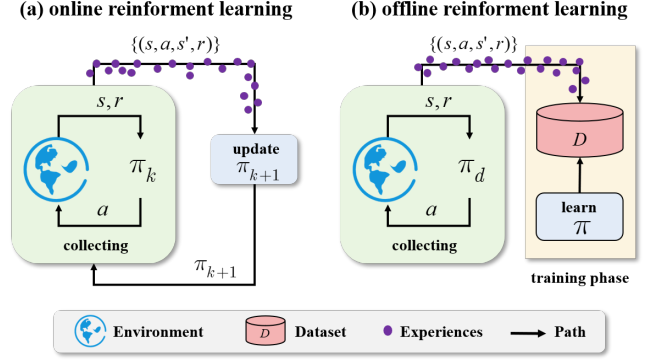 (a) online reinforment learning
{(s,a,s',r)}
s,r
π_k
a
collecting
update
π_{k+1}
π_{k+1}
(b) offline reinforment learning
{(s,a,s',r)}
s,r
π_d
a
collecting
D
learn
π
training phase
Environment
D
Dataset
Experiences
Path